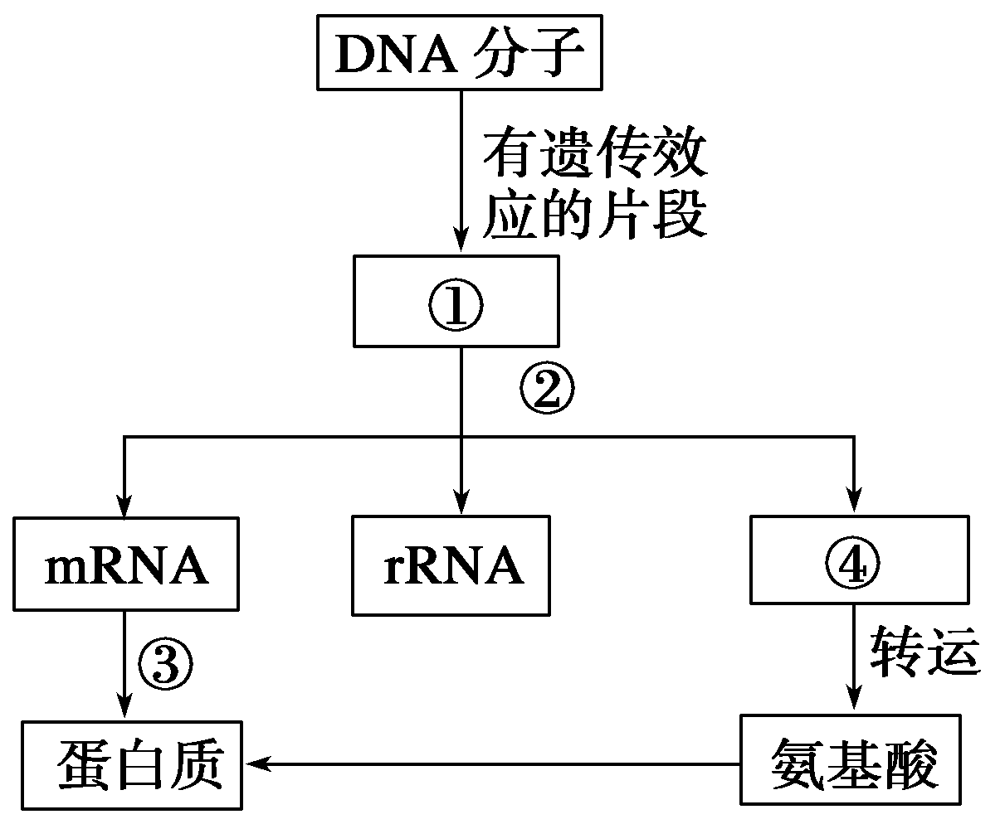 DNA 分子
有遗传效
应的片段
①
②
mRNA
rRNA
④
③
转运
蛋白质
氨基酸